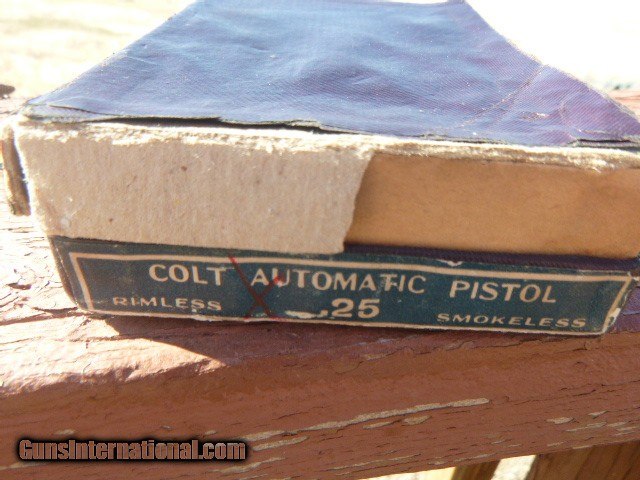 COLT AUTOMATIC PISTOL
RIMLESS .25 SMOKELESS
GunsInternational.com